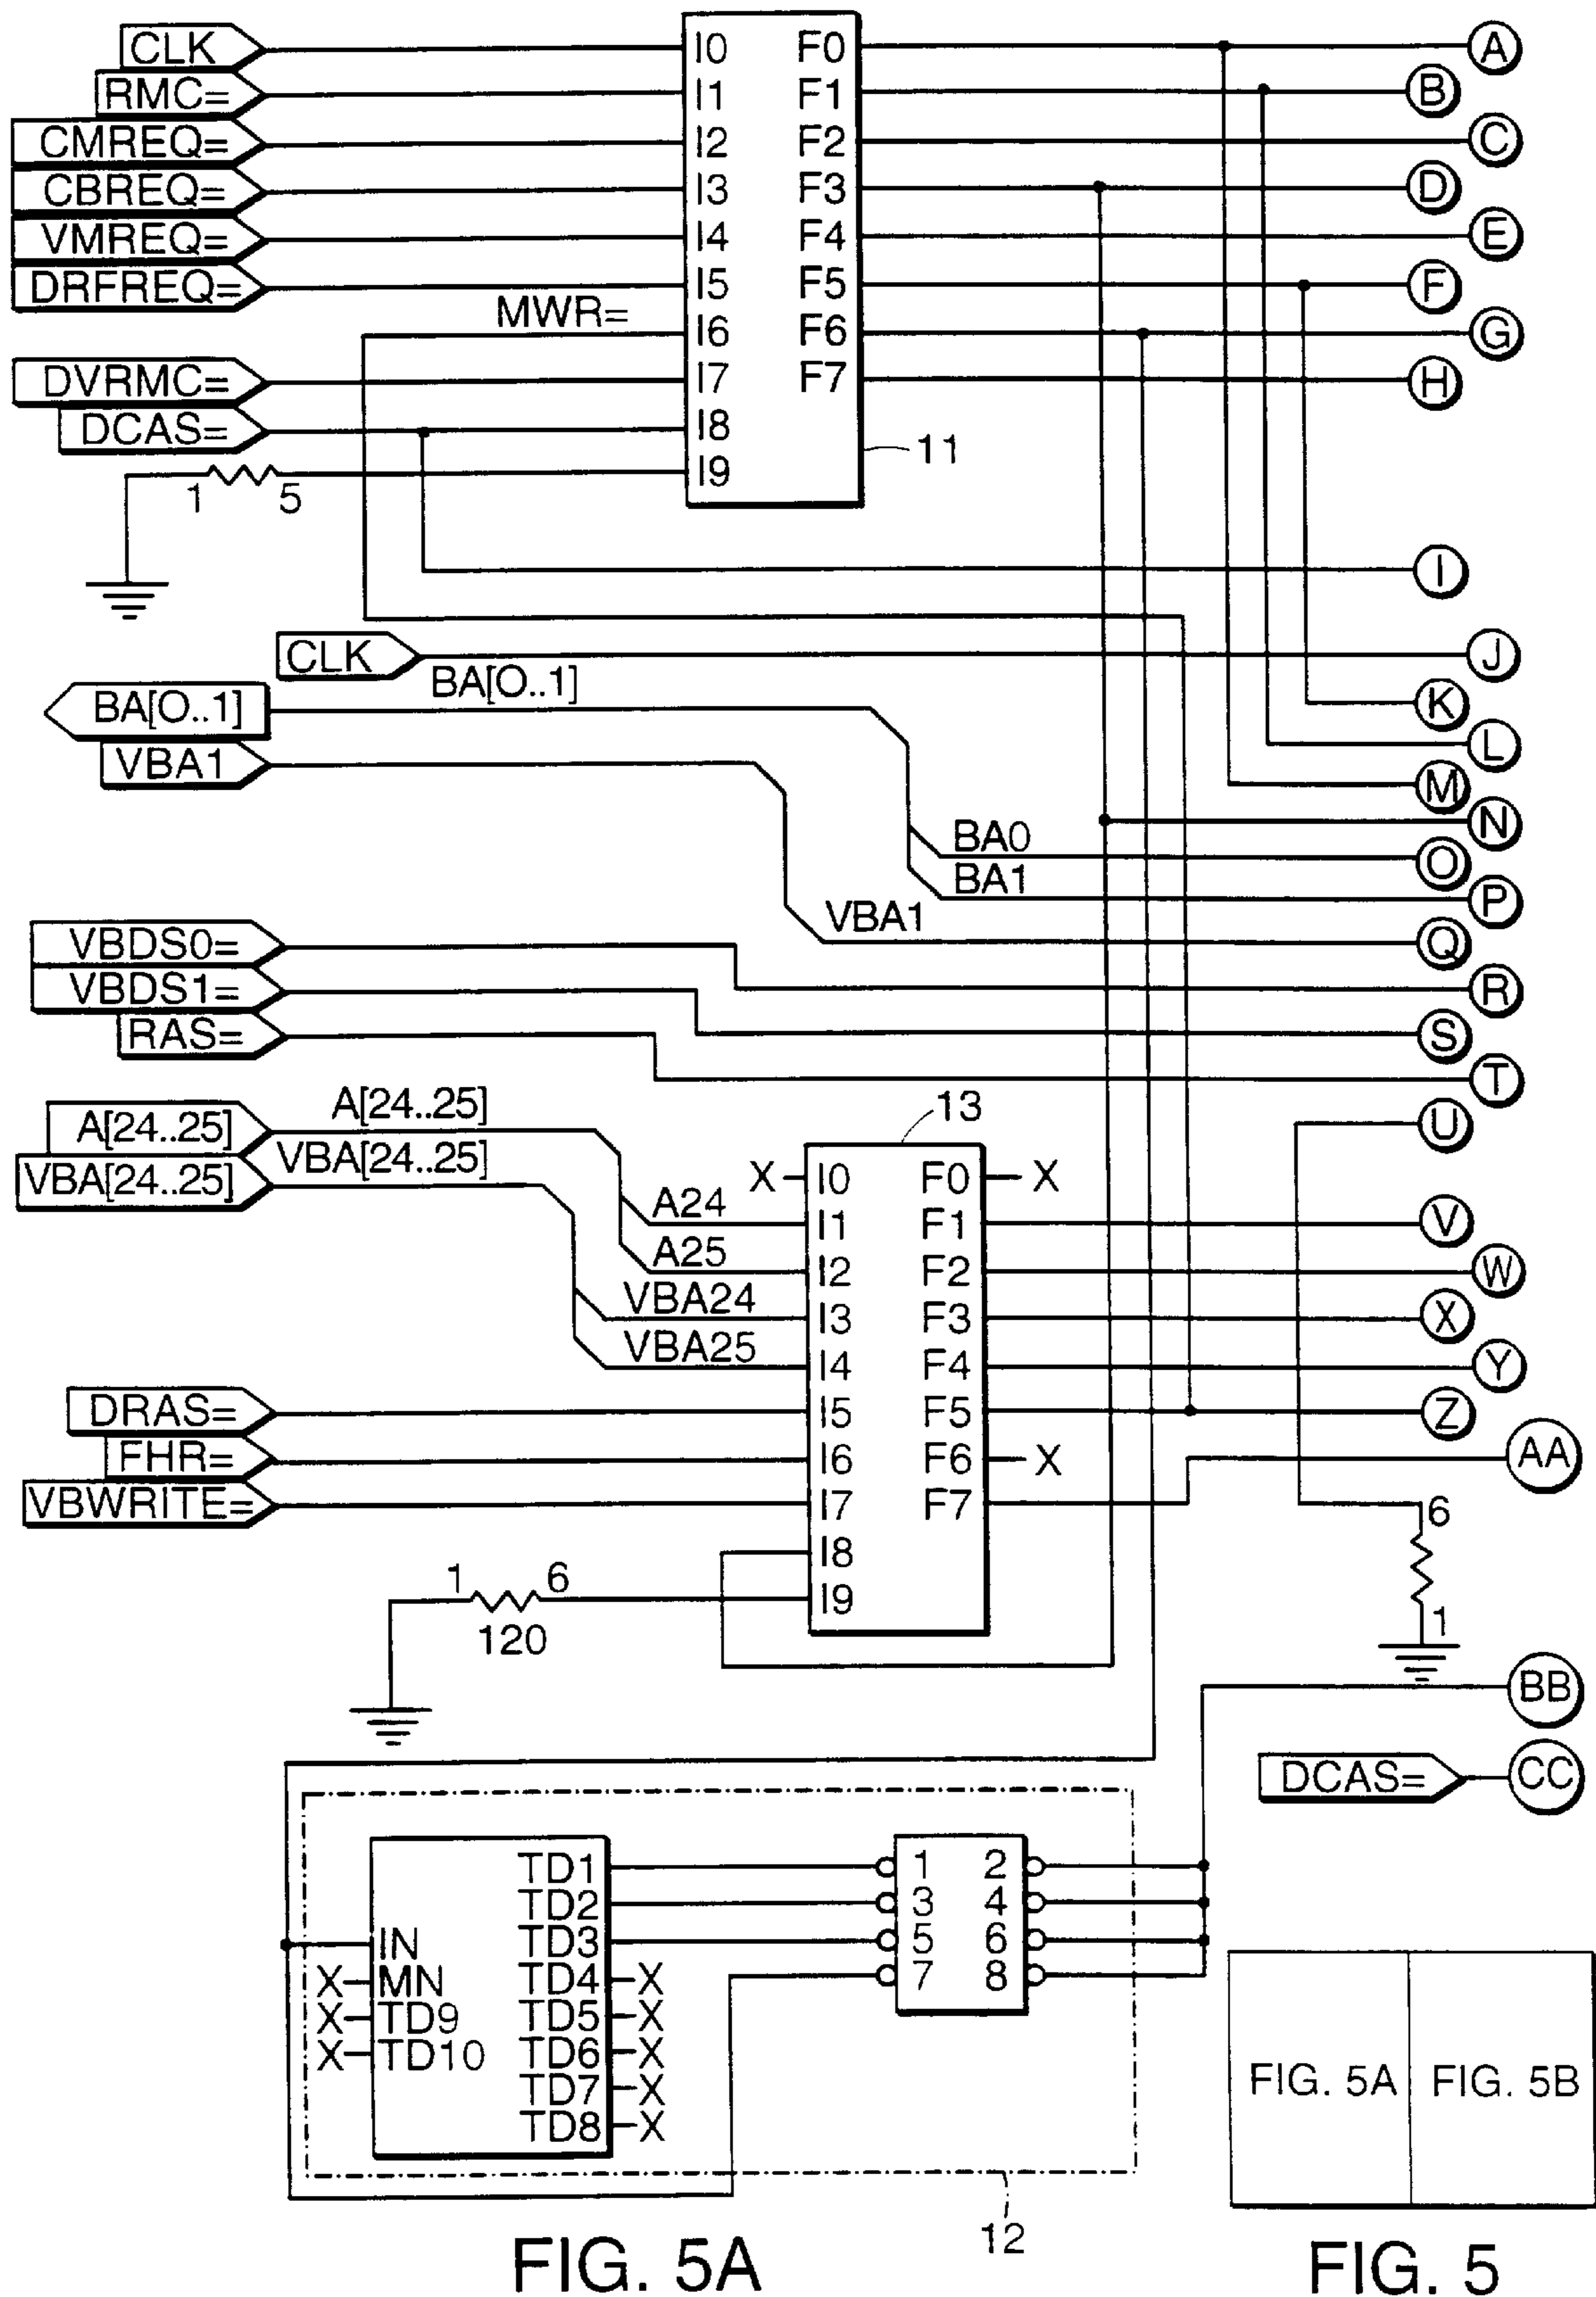 CLK I0 F0 A
RMC= I1 F1 B
CMREQ= I2 F2 C
CBREQ= I3 F3 D
VMREQ= I4 F4 E
DRFREQ= I5 F5 F
MWR= I6 F6 G
DVRMC= I7 F7 H
DCAS= I8
11
I9
1 5
I
CLK J
BA[O..1] BA[O..1]
K
VBA1 L
M
N
BA0 O
BA1 P
VBA1 Q
VBDS0= R
VBDS1= S
RAS= T
13
A[24..25] A[24..25] U
VBA[24..25] VBA[24..25]
X I0 F0 X
A24 I1 F1 V
A25 I2 F2 W
VBA24 I3 F3 X
VBA25 I4 F4 Y
DRAS= I5 F5 Z
FHR= I6 F6 X AA
VBWRITE= I7 F7 6
I8
1 6 I9
120 1
BB
DCAS= CC
TD1 1 2
TD2 3 4
IN TD3 5 6
X MN TD4 X 7 8
X TD9 TD5 X
X TD10 TD6 X
TD7 X
TD8 X
FIG. 5A FIG. 5B
12
FIG. 5A FIG. 5